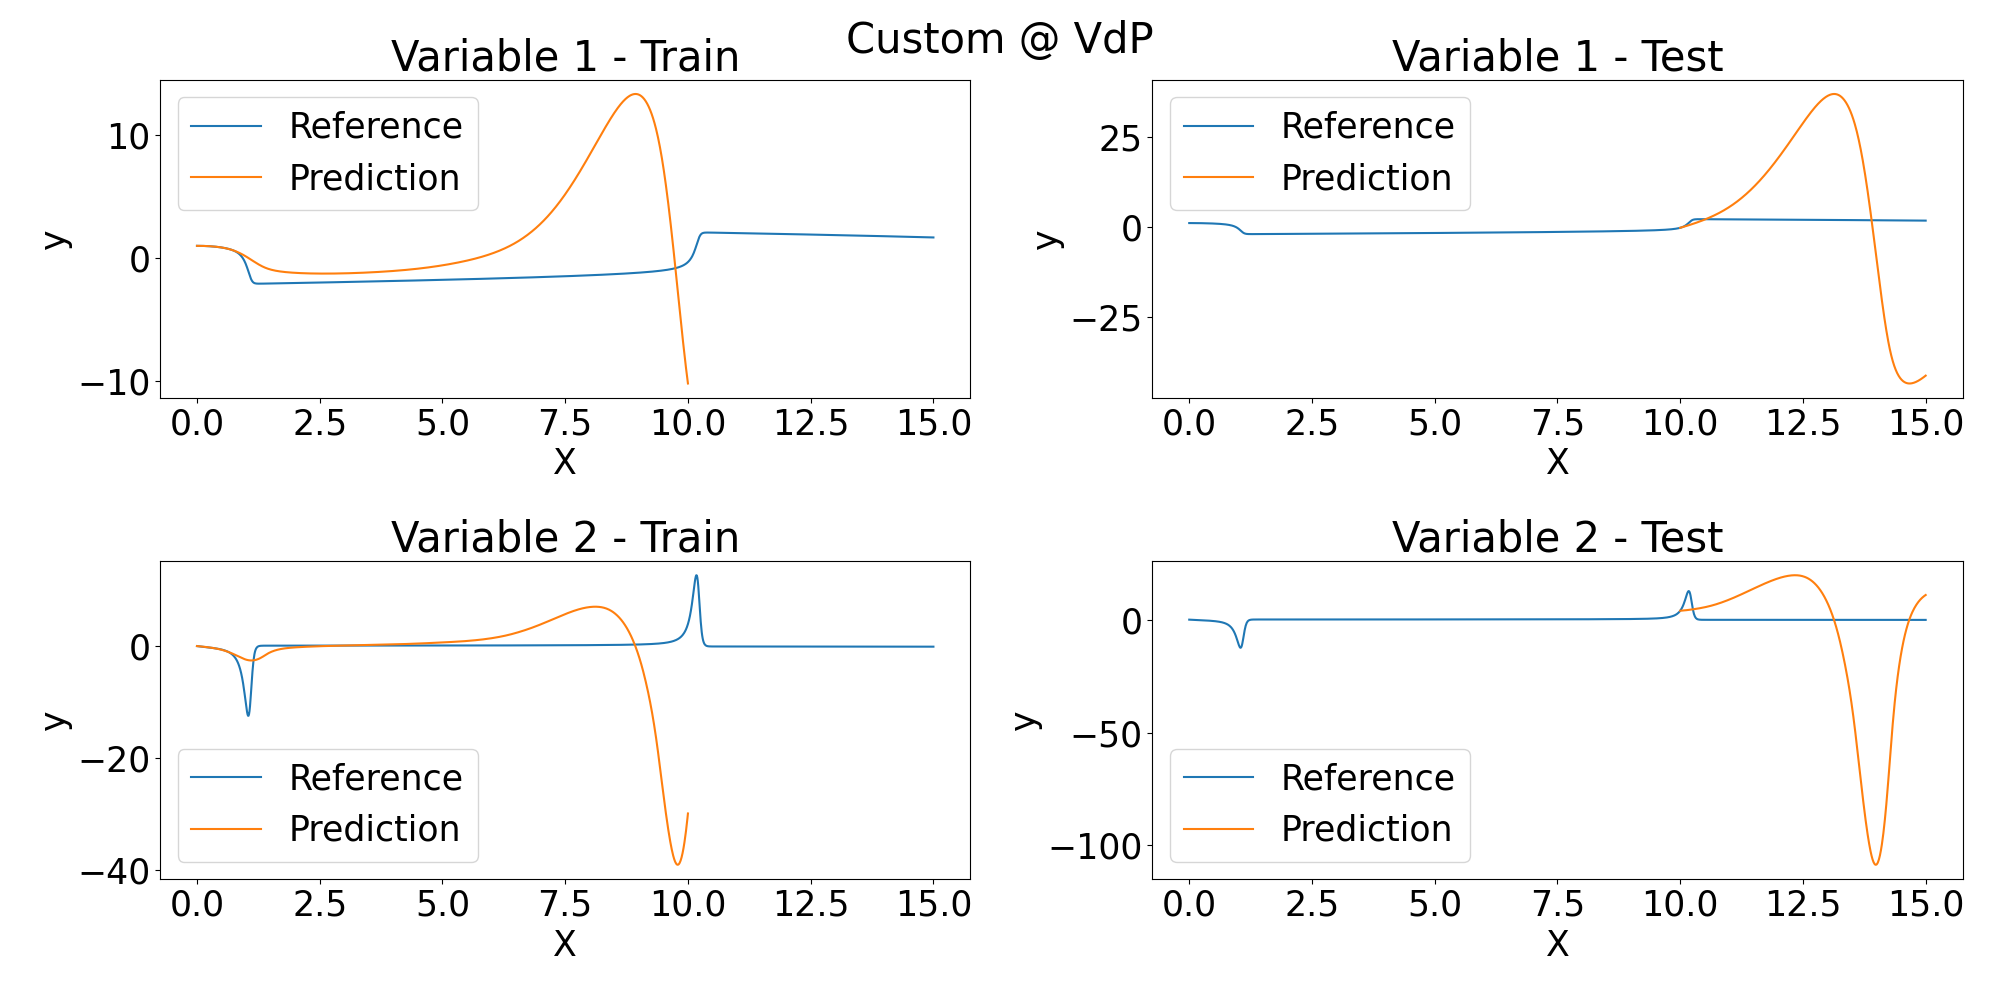 Custom @ VdP
Variable 1 - Train
Reference
Prediction
10
0
−10
y
0.0 2.5 5.0 7.5 10.0 12.5 15.0
X
Variable 1 - Test
Reference
Prediction
25
0
−25
y
0.0 2.5 5.0 7.5 10.0 12.5 15.0
X
Variable 2 - Train
0
−20
−40
y
Reference
Prediction
0.0 2.5 5.0 7.5 10.0 12.5 15.0
X
Variable 2 - Test
0
−50
−100
y
Reference
Prediction
0.0 2.5 5.0 7.5 10.0 12.5 15.0
X